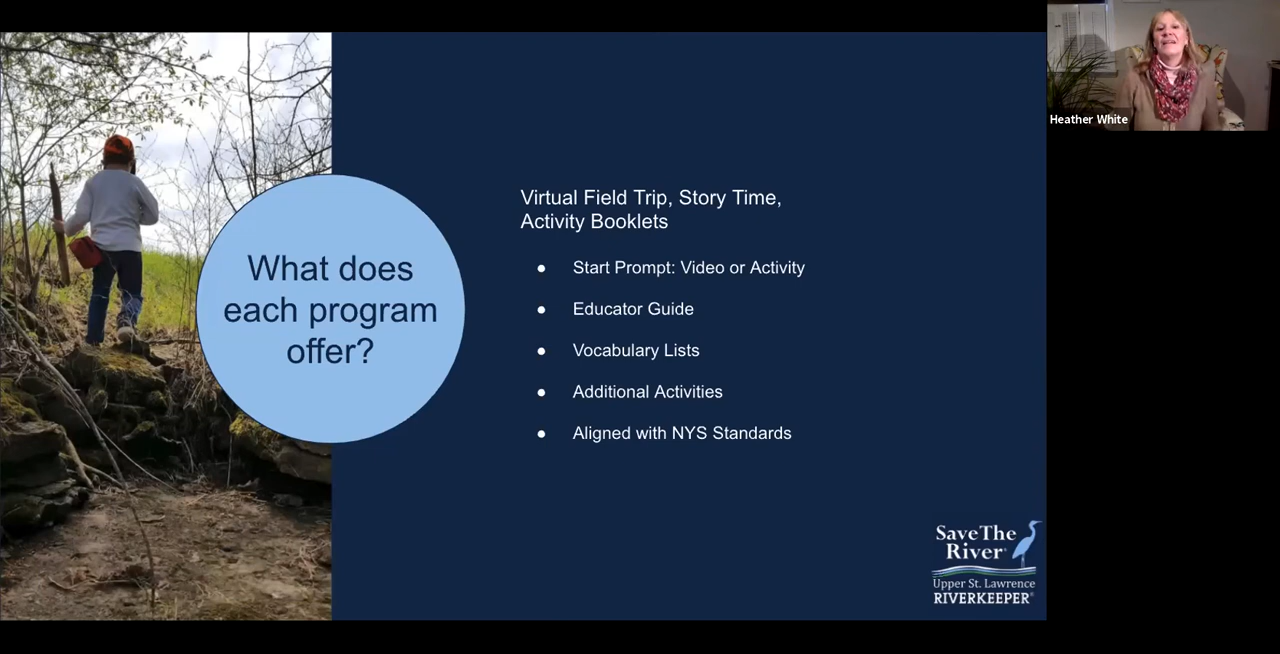 What does
each program
offer?
Virtual Field Trip, Story Time,
Activity Booklets
● Start Prompt: Video or Activity
● Educator Guide
● Vocabulary Lists
● Additional Activities
● Aligned with NYS Standards
Save The
River®
Upper St. Lawrence
RIVERKEEPER®
Heather White